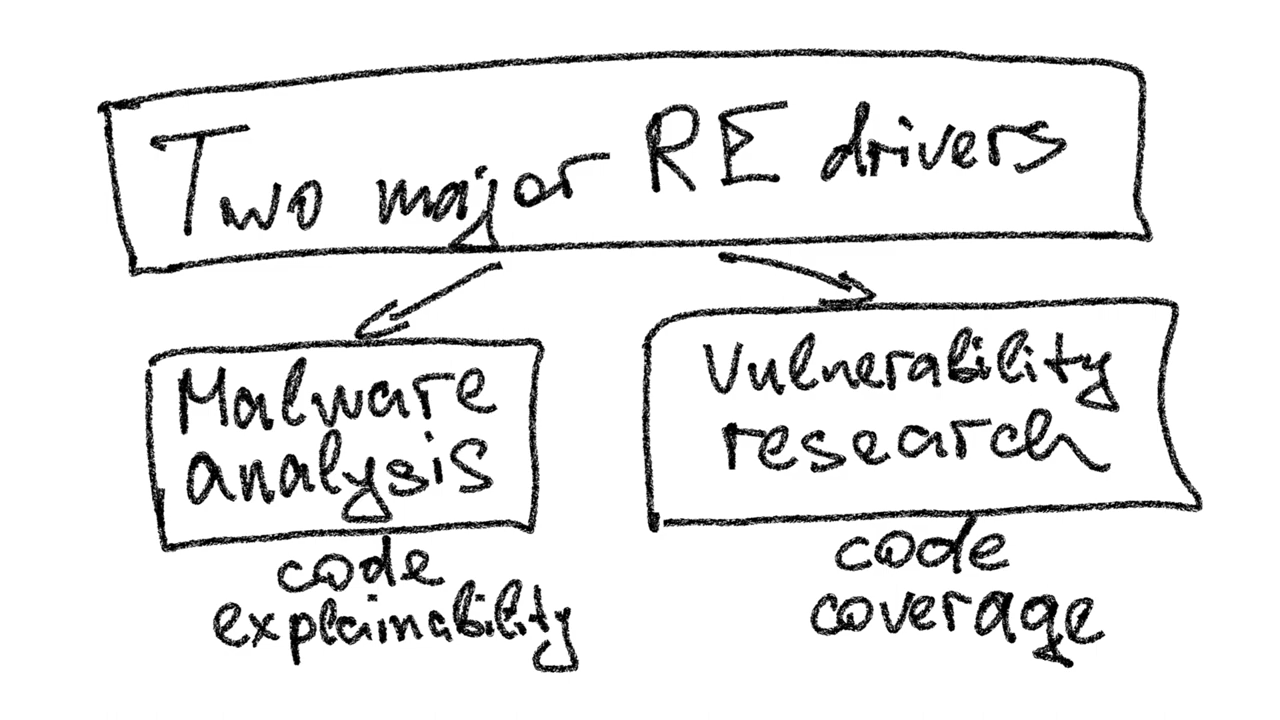 Two major RE drivers
Malware
analysis
code
explainability
Vulnerability
research
code
coverage